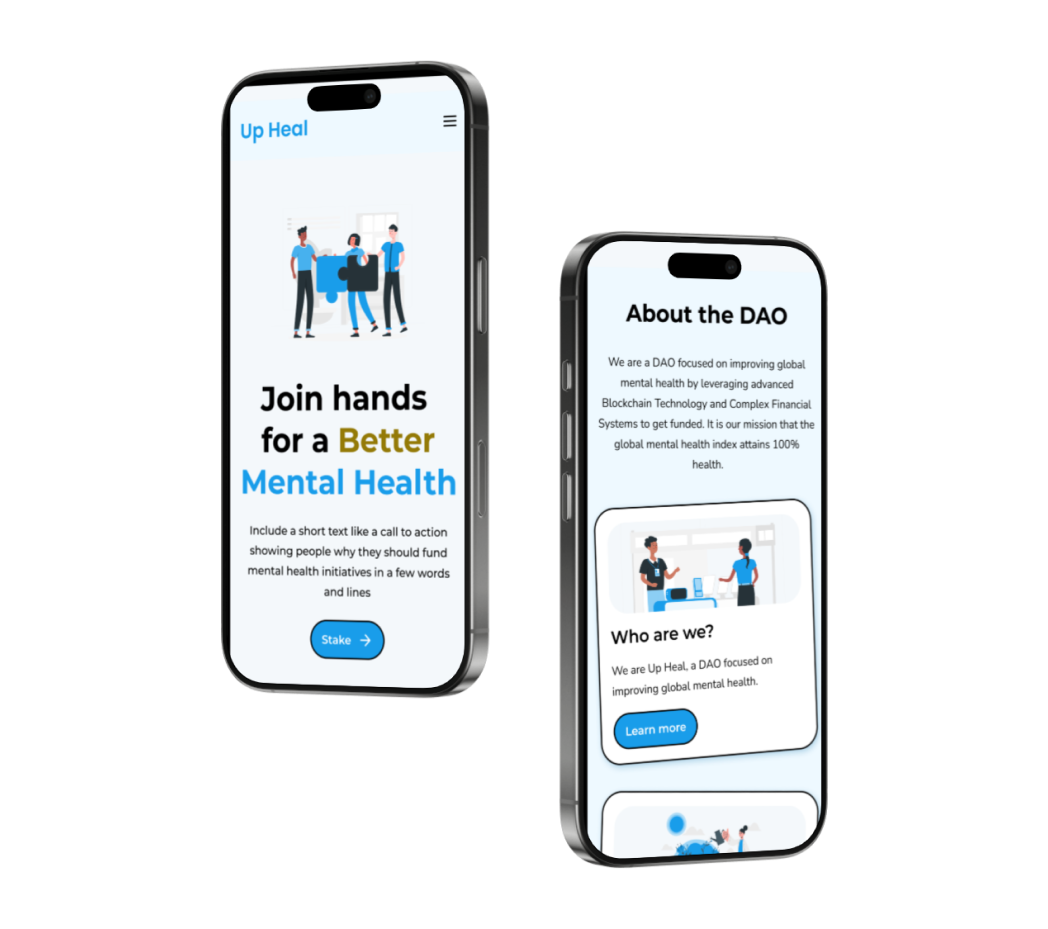 Up Heal
Join hands
for a Better
Mental Health
Include a short text like a call to action
showing people why they should fund
mental health initiatives in a few words
and lines
Stake →
About the DAO
We are a DAO focused on improving global
mental health by leveraging advanced
Blockchain Technology and Complex Financial
Systems to get funded. It is our mission that the
global mental health index attains 100%
health.
Who are we?
We are Up Heal, a DAO focused on
improving global mental health.
Learn more